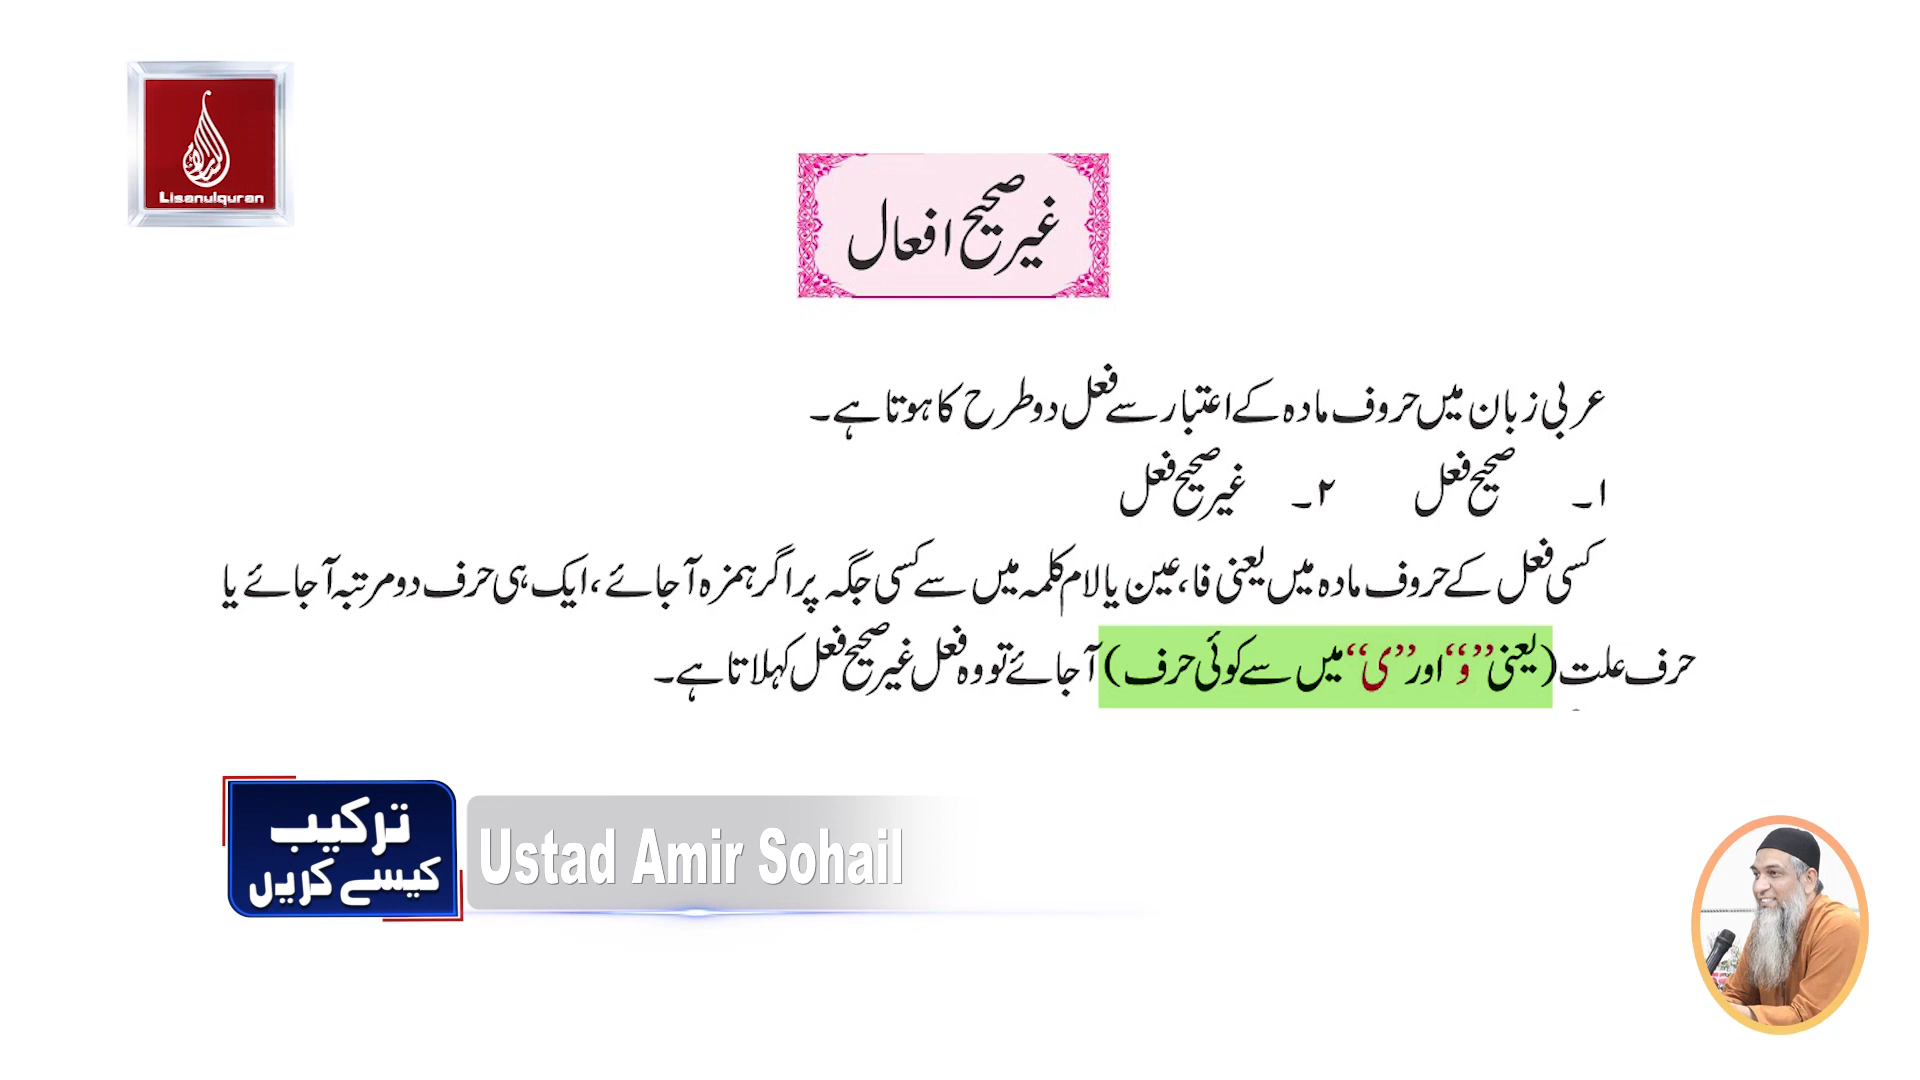 Lisanulquran
غیر صحیح افعال
عربی زبان میں حروف مادہ کے اعتبار سے فعل دو طرح کا ہوتا ہے۔
۱۔ صحیح فعل ۲۔ غیر صحیح فعل
کسی فعل کے حروف مادہ میں یعنی فا، عین یا لام کلمہ میں سے کسی جگہ پر اگر ہمزہ آ جائے، ایک ہی حرف دو مرتبہ آ جائے یا
حرف علت (یعنی ”و“ اور ”ی“ میں سے کوئی حرف) آ جائے تو وہ فعل غیر صحیح فعل کہلاتا ہے۔
ترکیب
کیسے کریں
Ustad Amir Sohail